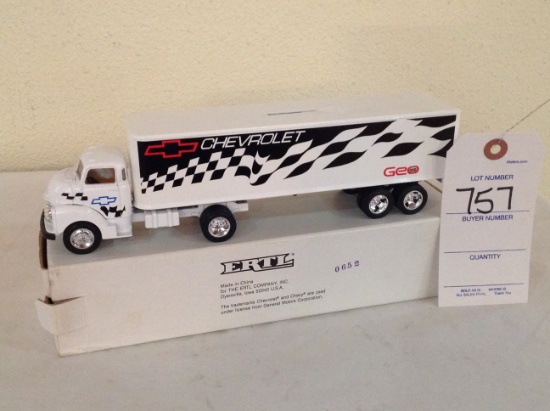 CHEVROLET
Geo
LOT NUMBER
757
BUYER NUMBER
QUANTITY
ERTL
0652
Made in China
by THE ERTL COMPANY, INC.
Dyersville, Iowa 52040 U.S.A.
The trademarks Chevrolet and Chevy are used
under license from General Motors Corporation.